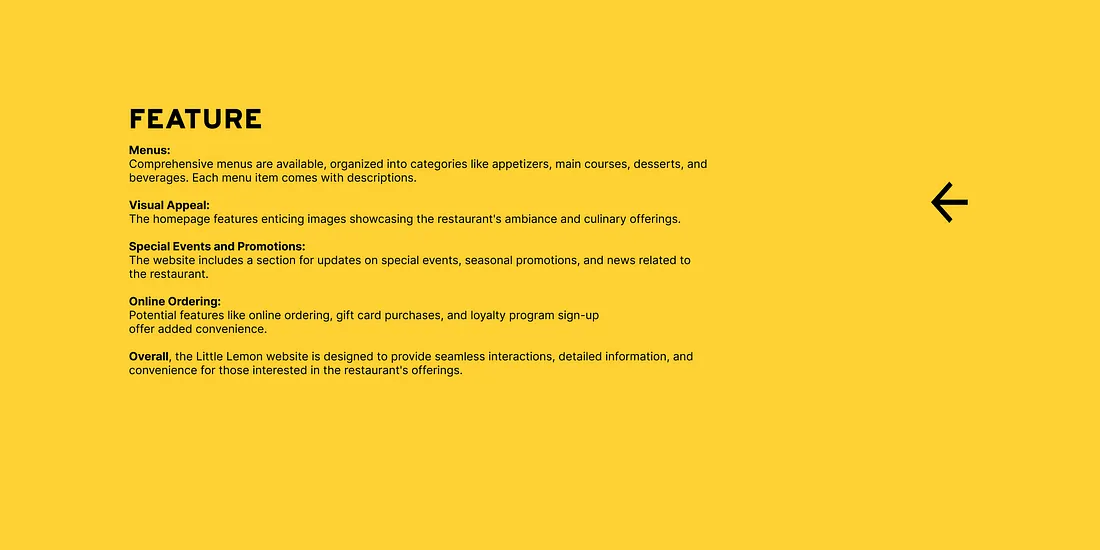 FEATURE
Menus:
Comprehensive menus are available, organized into categories like appetizers, main courses, desserts, and
beverages. Each menu item comes with descriptions.
Visual Appeal:
The homepage features enticing images showcasing the restaurant's ambiance and culinary offerings.
Special Events and Promotions:
The website includes a section for updates on special events, seasonal promotions, and news related to
the restaurant.
Online Ordering:
Potential features like online ordering, gift card purchases, and loyalty program sign-up
offer added convenience.
Overall, the Little Lemon website is designed to provide seamless interactions, detailed information, and
convenience for those interested in the restaurant's offerings.